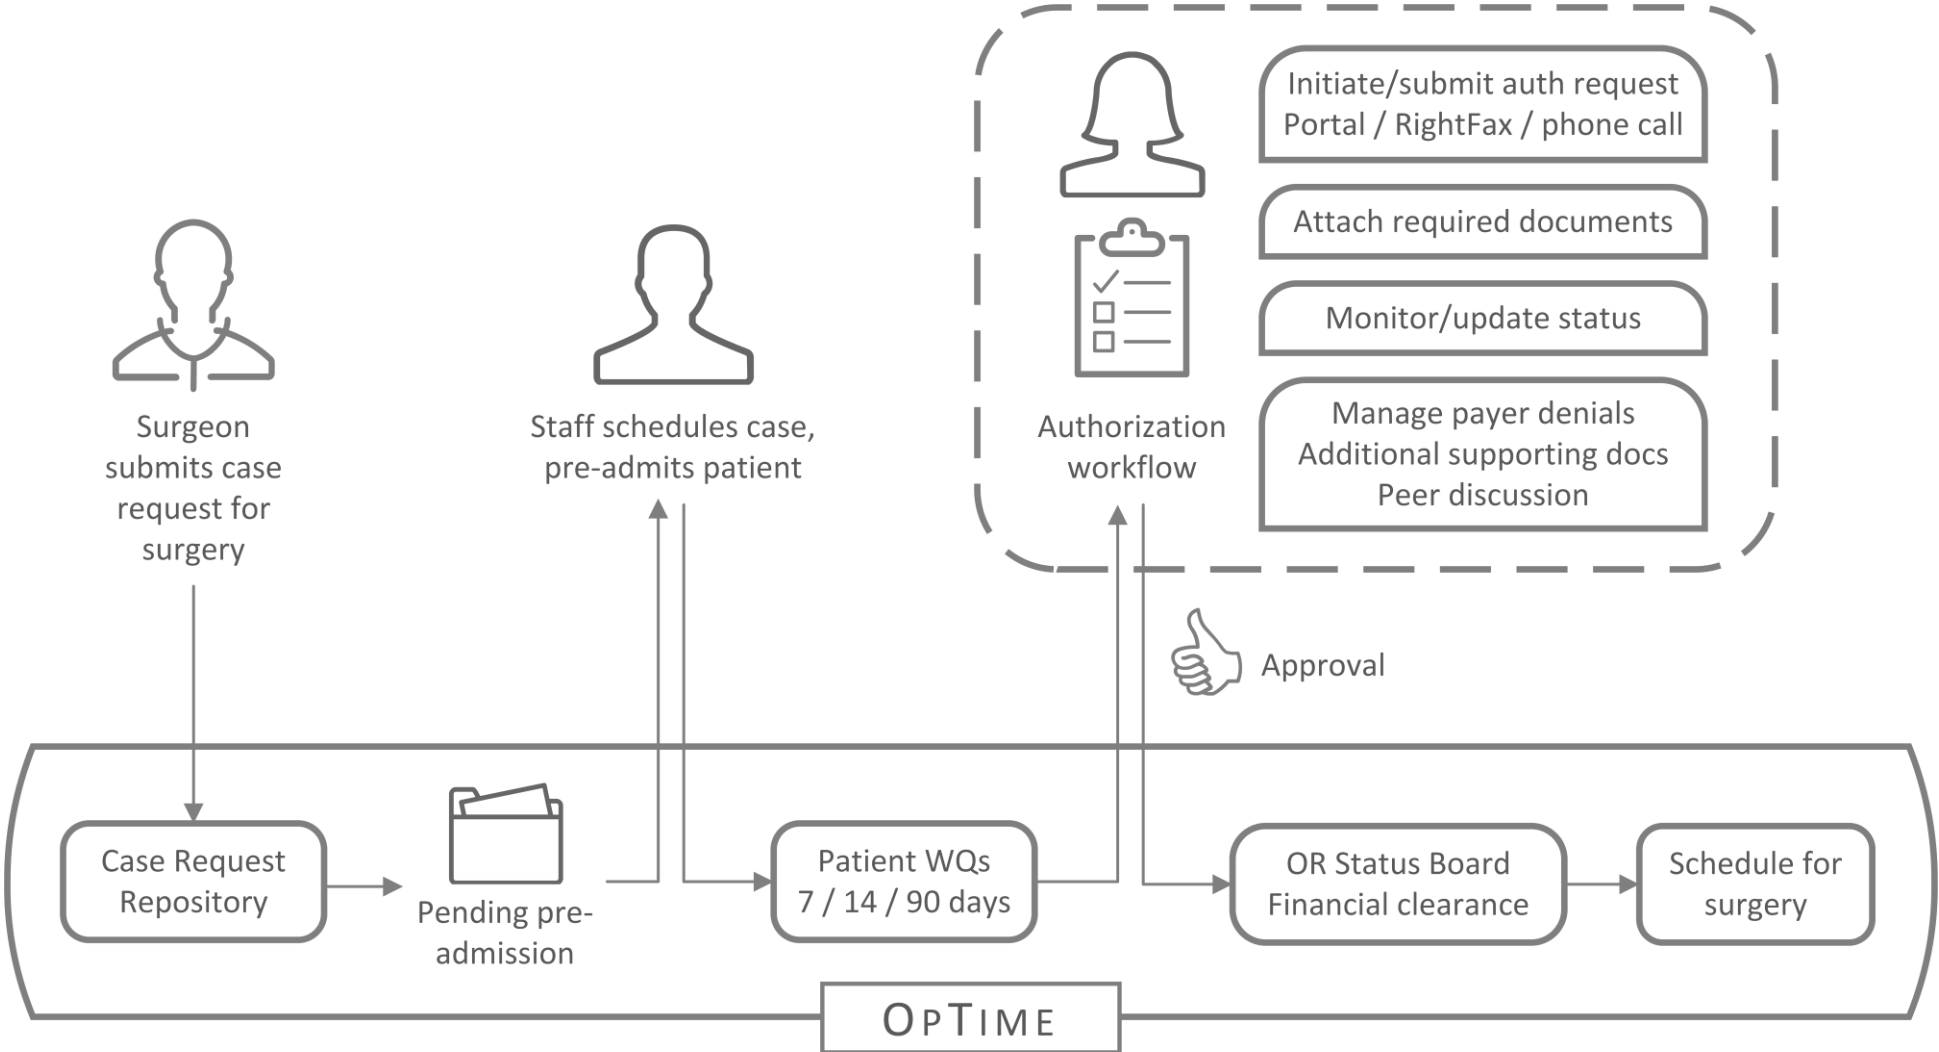 Initiate/submit auth request
Portal / RightFax / phone call
Attach required documents
Monitor/update status
Manage payer denials
Additional supporting docs
Peer discussion
Surgeon
submits case
request for
surgery
Staff schedules case,
pre-admits patient
Authorization
workflow
Approval
Case Request
Repository
Pending pre-
admission
Patient WQs
7 / 14 / 90 days
OR Status Board
Financial clearance
Schedule for
surgery
OPTIME